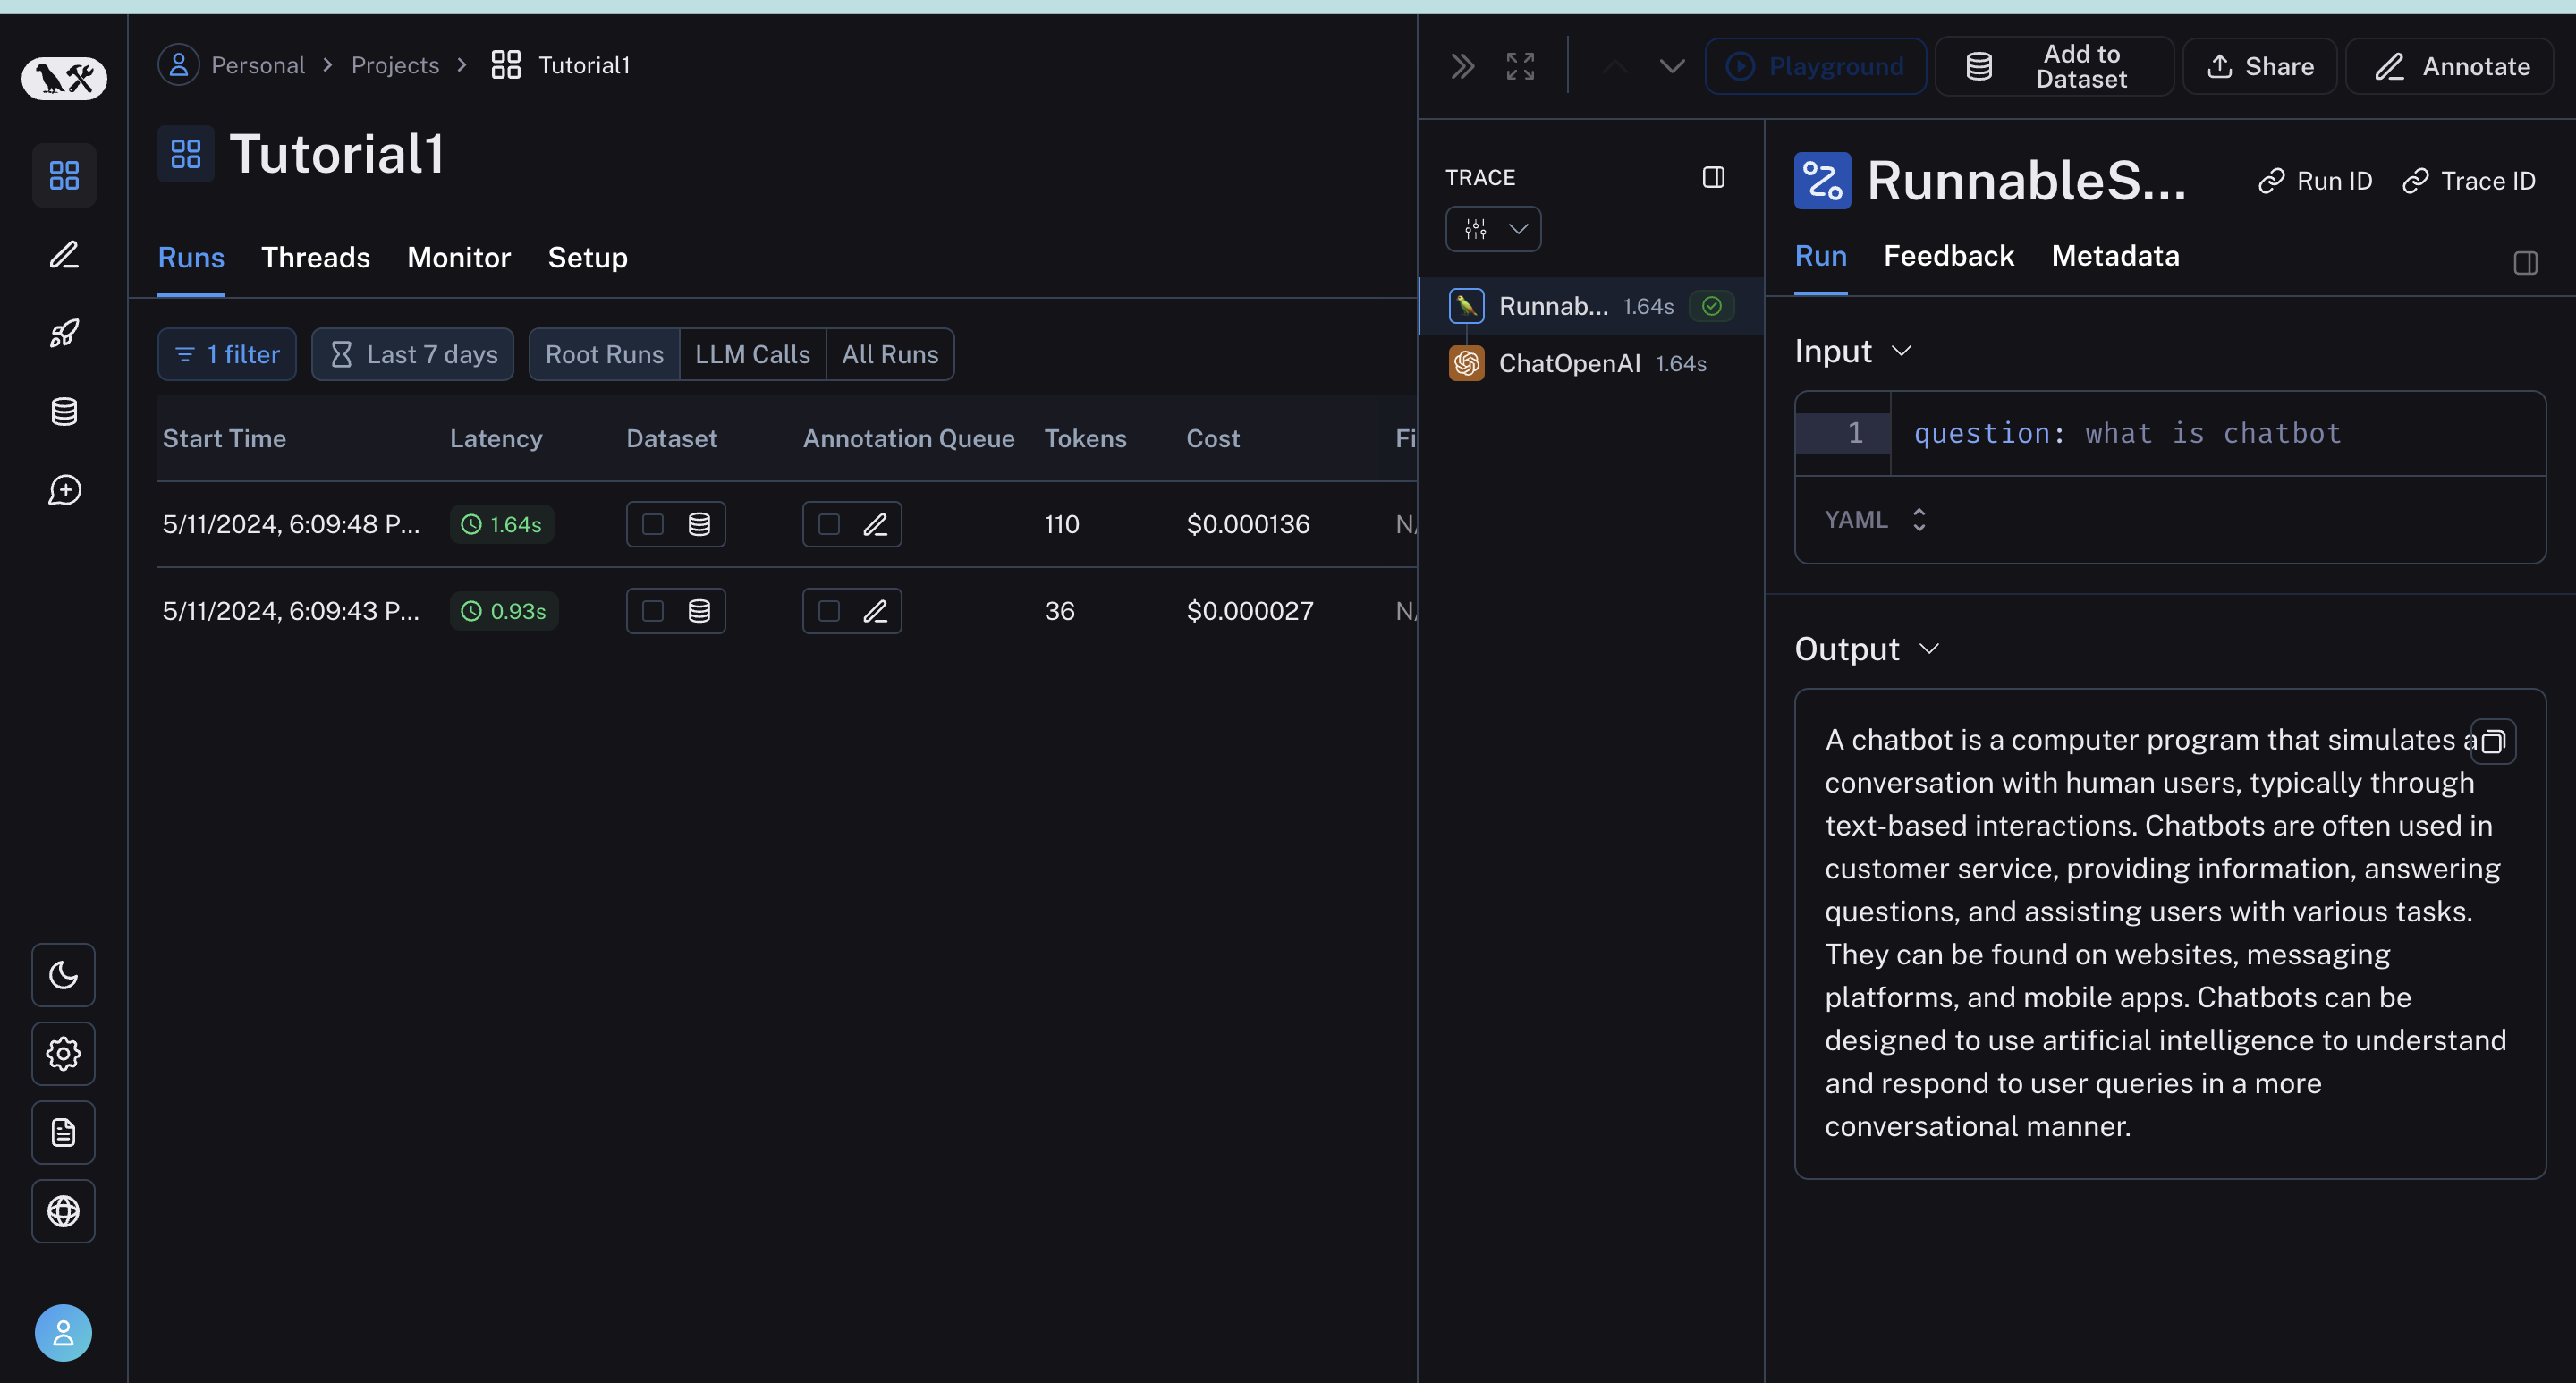 Personal > Projects > Tutorial1
Tutorial1
Runs Threads Monitor Setup
1 filter Last 7 days Root Runs LLM Calls All Runs
Start Time Latency Dataset Annotation Queue Tokens Cost Fi
5/11/2024, 6:09:48 P... 1.64s 110 $0.000136 N/
5/11/2024, 6:09:43 P... 0.93s 36 $0.000027 N/
Playground Add to Dataset Share Annotate
TRACE
Runnab... 1.64s
ChatOpenAI 1.64s
RunnableS... Run ID Trace ID
Run Feedback Metadata
Input
1 question: what is chatbot
YAML
Output
A chatbot is a computer program that simulates a
conversation with human users, typically through
text-based interactions. Chatbots are often used in
customer service, providing information, answering
questions, and assisting users with various tasks.
They can be found on websites, messaging
platforms, and mobile apps. Chatbots can be
designed to use artificial intelligence to understand
and respond to user queries in a more
conversational manner.